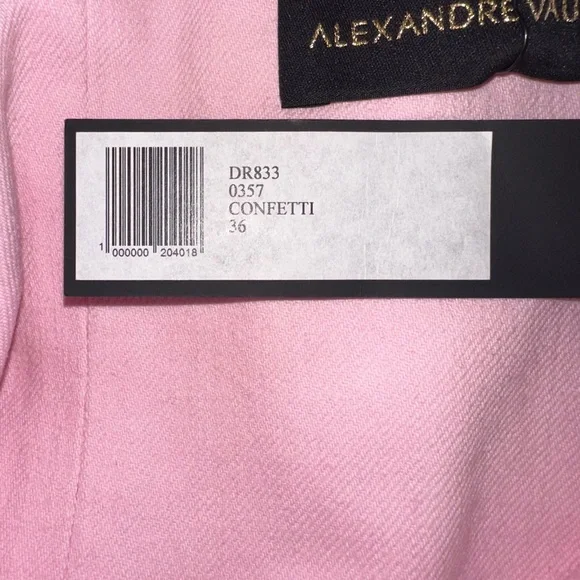 ALEXANDRE VAU
DR833
0357
CONFETTI
36
1 000000 204018